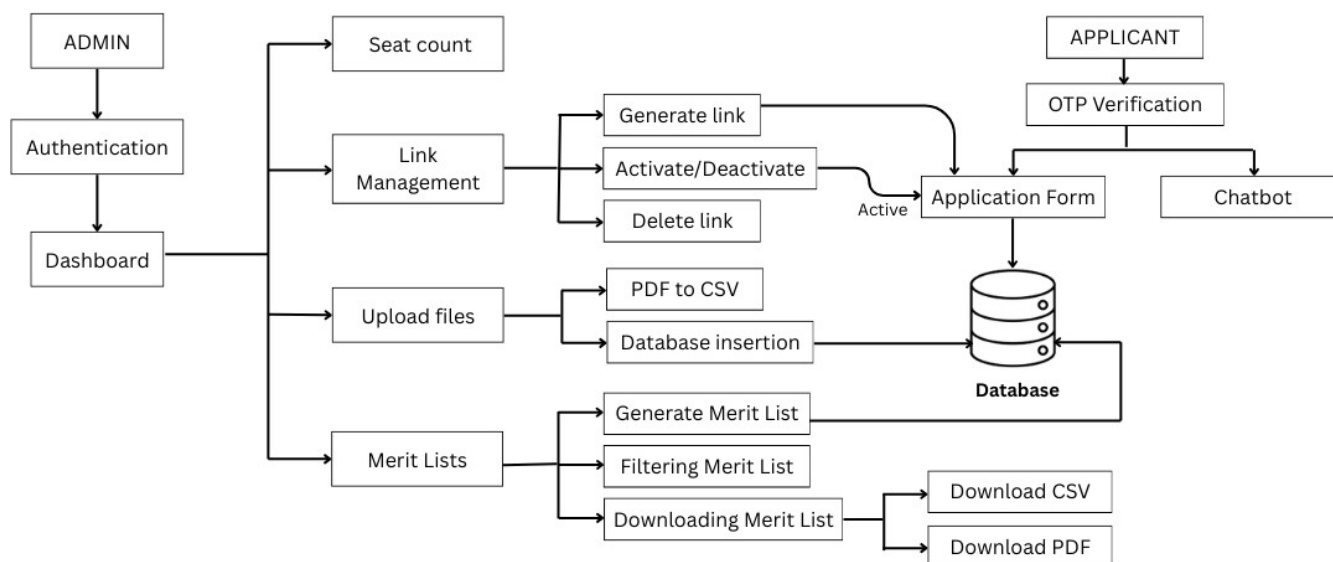 ADMIN
Authentication
Dashboard
Seat count
Link
Management
Upload files
Merit Lists
Generate link
Activate/Deactivate
Delete link
PDF to CSV
Database insertion
Generate Merit List
Filtering Merit List
Downloading Merit List
Active
APPLICANT
OTP Verification
Application Form
Chatbot
Database
Download CSV
Download PDF